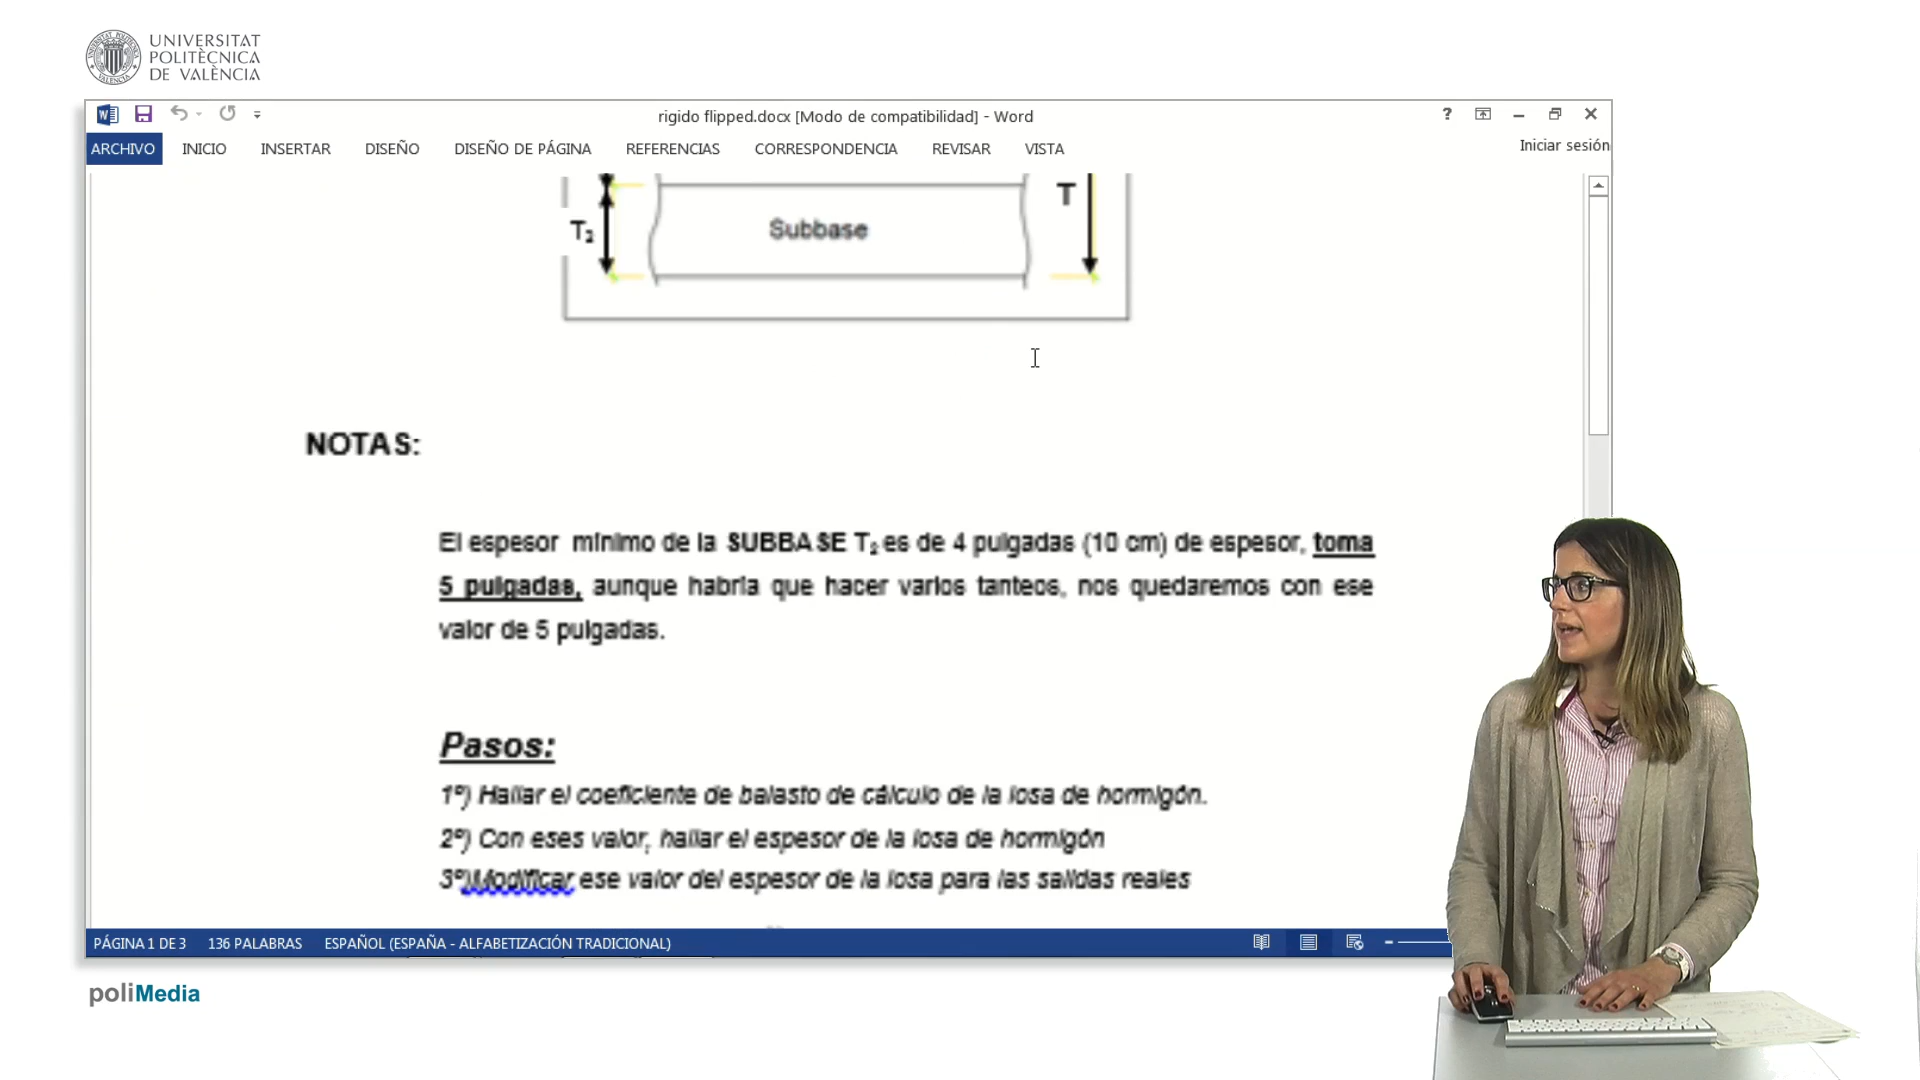 UNIVERSITAT
POLITÈCNICA
DE VALÈNCIA
rigido flipped.docx [Modo de compatibilidad] - Word
?
ARCHIVO INICIO INSERTAR DISEÑO DISEÑO DE PÁGINA REFERENCIAS CORRESPONDENCIA REVISAR VISTA Iniciar sesión
T
T2 Subbase
NOTAS:
El espesor mínimo de la SUBBASE T2 es de 4 pulgadas (10 cm) de espesor, toma
5 pulgadas, aunque habría que hacer varios tanteos, nos quedaremos con ese
valor de 5 pulgadas.
Pasos:
1º) Hallar el coeficiente de balasto de cálculo de la losa de hormigón.
2º) Con eses valor, hallar el espesor de la losa de hormigón
3º)Modificar ese valor del espesor de la losa para las salidas reales
PÁGINA 1 DE 3 136 PALABRAS ESPAÑOL (ESPAÑA - ALFABETIZACIÓN TRADICIONAL)
poliMedia